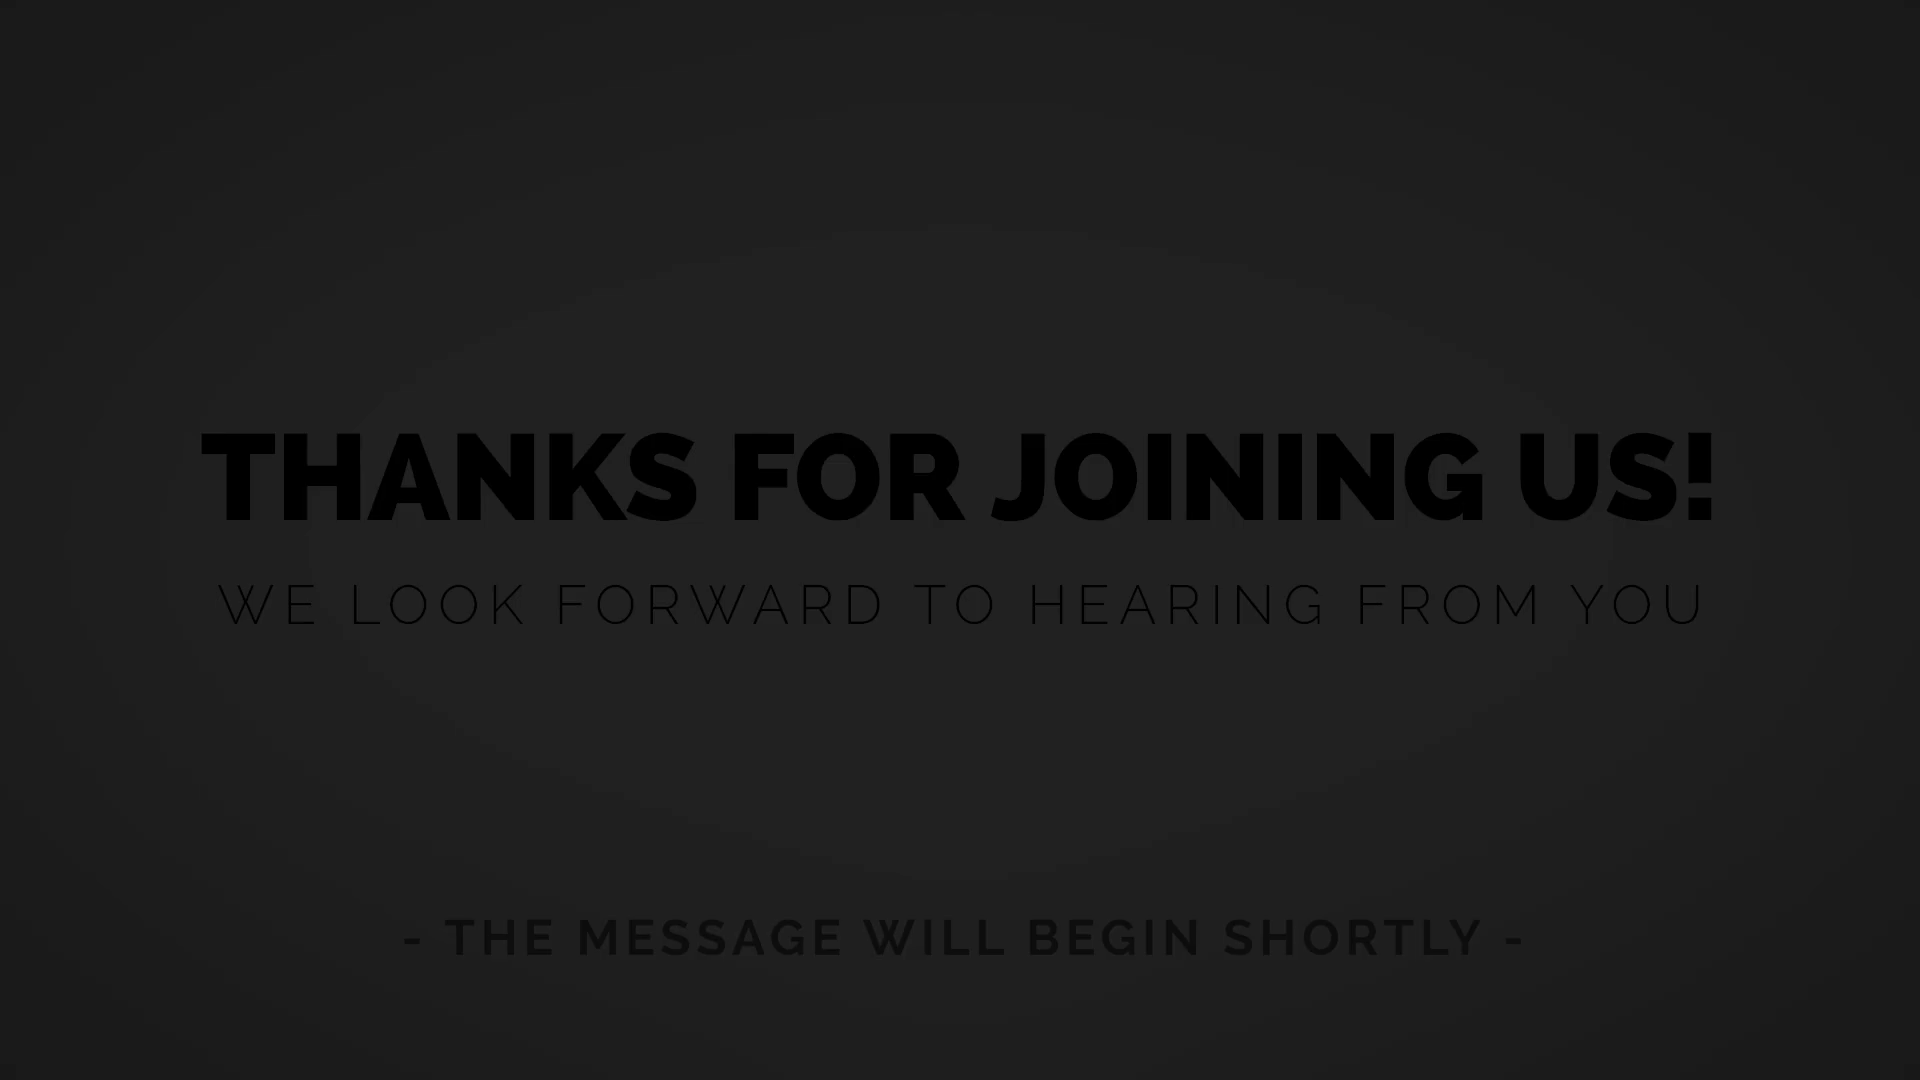 THANKS FOR JOINING US!
WE LOOK FORWARD TO HEARING FROM YOU
- THE MESSAGE WILL BEGIN SHORTLY -